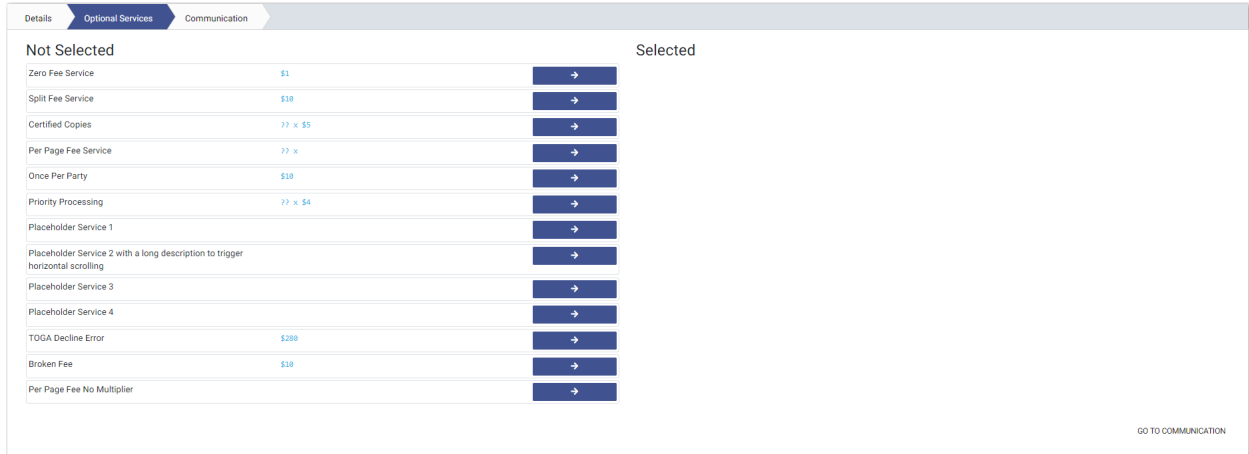 Details Optional Services Communication
Not Selected
Selected
Zero Fee Service $1
Split Fee Service $10
Certified Copies ?? x $5
Per Page Fee Service ?? x
Once Per Party $10
Priority Processing ?? x $4
Placeholder Service 1
Placeholder Service 2 with a long description to trigger
horizontal scrolling
Placeholder Service 3
Placeholder Service 4
TOGA Decline Error $280
Broken Fee $10
Per Page Fee No Multiplier
GO TO COMMUNICATION